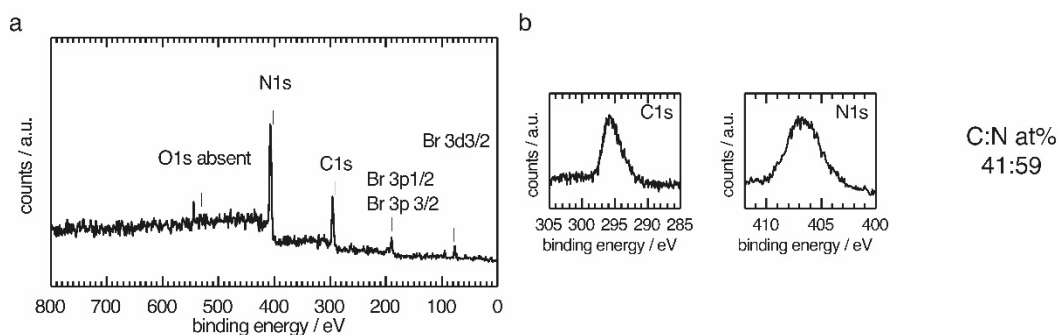 a
counts / a.u.
N1s
O1s absent
C1s
Br 3d3/2
Br 3p1/2
Br 3p 3/2
800 700 600 500 400 300 200 100 0
binding energy / eV
b
counts / a.u.
C1s
305 300 295 290 285
binding energy / eV
counts / a.u.
N1s
410 405 400
binding energy / eV
C:N at%
41:59